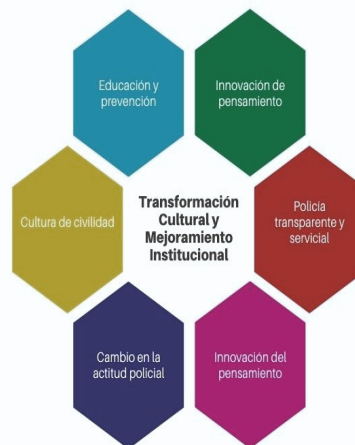 Educación y
prevención
Innovación de
pensamiento
Cultura de civilidad
Transformación
Cultural y
Mejoramiento
Institucional
Policía
transparente y
servicial
Cambio en la
actitud policial
Innovación del
pensamiento